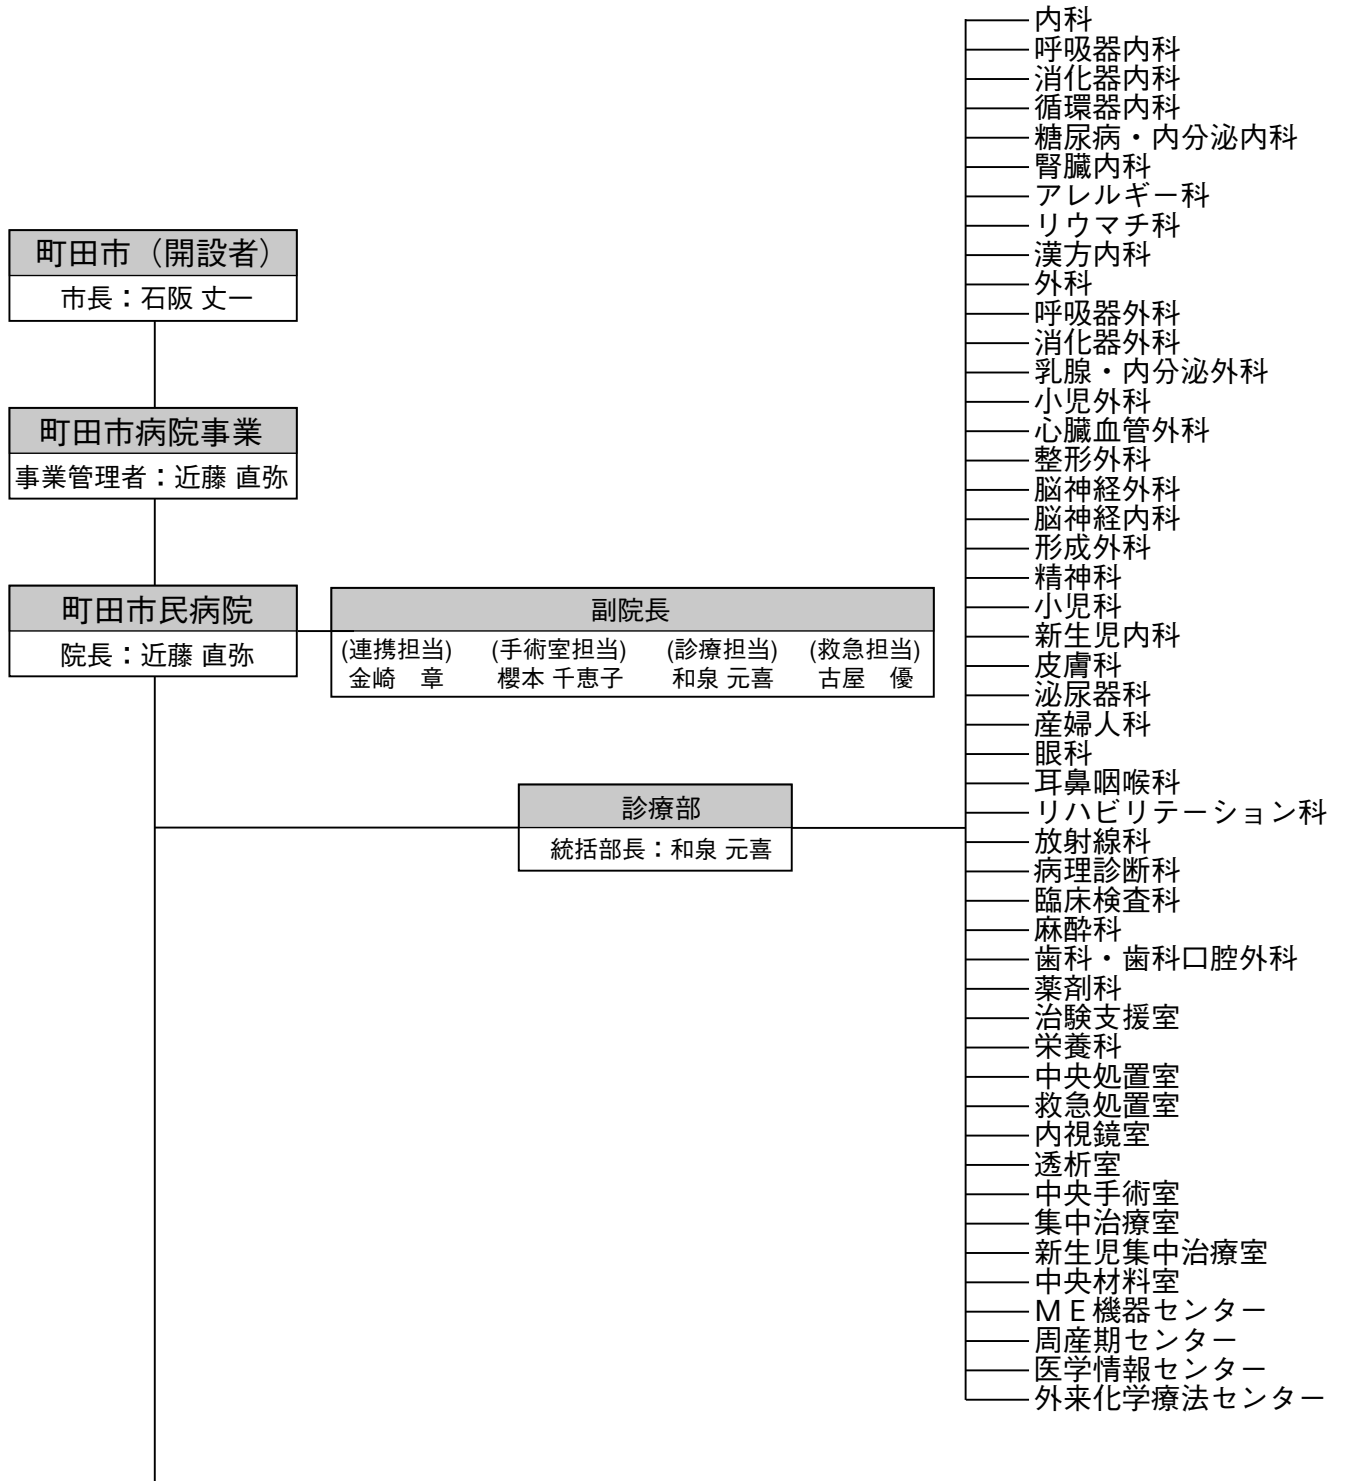 町田市（開設者）
市長：石阪 丈一
町田市病院事業
事業管理者：近藤 直弥
町田市民病院
院長：近藤 直弥
副院長
(連携担当) (手術室担当) (診療担当) (救急担当)
金崎　章 櫻本 千恵子 和泉 元喜 古屋　優
診療部
統括部長：和泉 元喜
内科
呼吸器内科
消化器内科
循環器内科
糖尿病・内分泌内科
腎臓内科
アレルギー科
リウマチ科
漢方内科
外科
呼吸器外科
消化器外科
乳腺・内分泌外科
小児外科
心臓血管外科
整形外科
脳神経外科
脳神経内科
形成外科
精神科
小児科
新生児内科
皮膚科
泌尿器科
産婦人科
眼科
耳鼻咽喉科
リハビリテーション科
放射線科
病理診断科
臨床検査科
麻酔科
歯科・歯科口腔外科
薬剤科
治験支援室
栄養科
中央処置室
救急処置室
内視鏡室
透析室
中央手術室
集中治療室
新生児集中治療室
中央材料室
ＭＥ機器センター
周産期センター
医学情報センター
外来化学療法センター